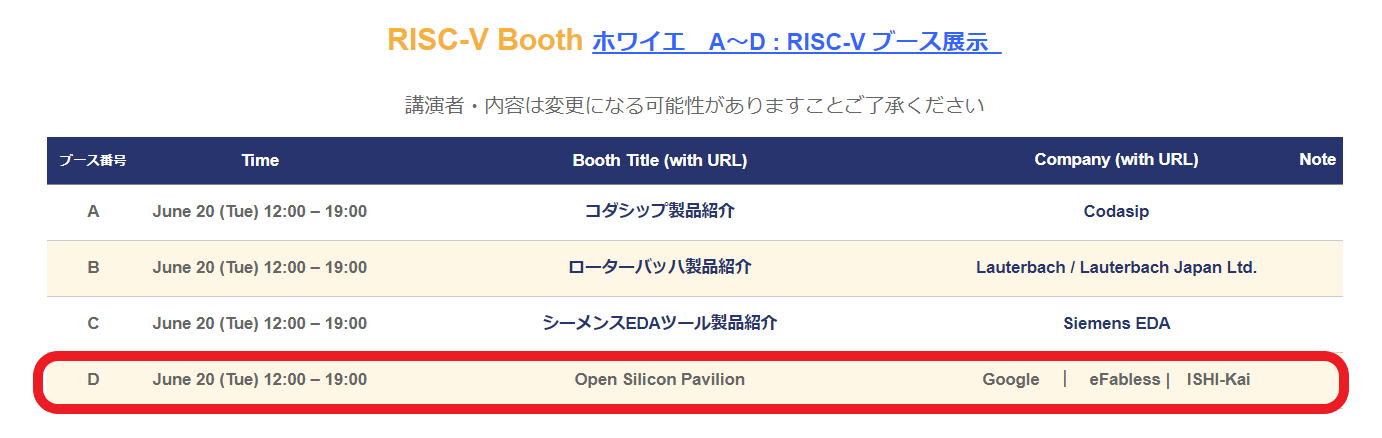 RISC-V Booth ホワイエ　A～D : RISC-V ブース展示
講演者・内容は変更になる可能性がありますことご了承ください
ブース番号 Time Booth Title (with URL) Company (with URL) Note
A June 20 (Tue) 12:00 – 19:00 コダシップ製品紹介 Codasip
B June 20 (Tue) 12:00 – 19:00 ローターバッハ製品紹介 Lauterbach / Lauterbach Japan Ltd.
C June 20 (Tue) 12:00 – 19:00 シーメンスEDAツール製品紹介 Siemens EDA
D June 20 (Tue) 12:00 – 19:00 Open Silicon Pavilion Google ｜ eFabless | ISHI-Kai